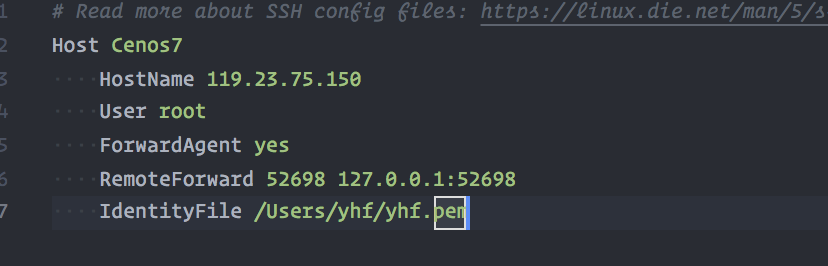 1 # Read more about SSH config files: https://linux.die.net/man/5/s
2 Host Cenos7
3 ····HostName 119.23.75.150
4 ····User root
5 ····ForwardAgent yes
6 ····RemoteForward 52698 127.0.0.1:52698
7 ····IdentityFile /Users/yhf/yhf.pem